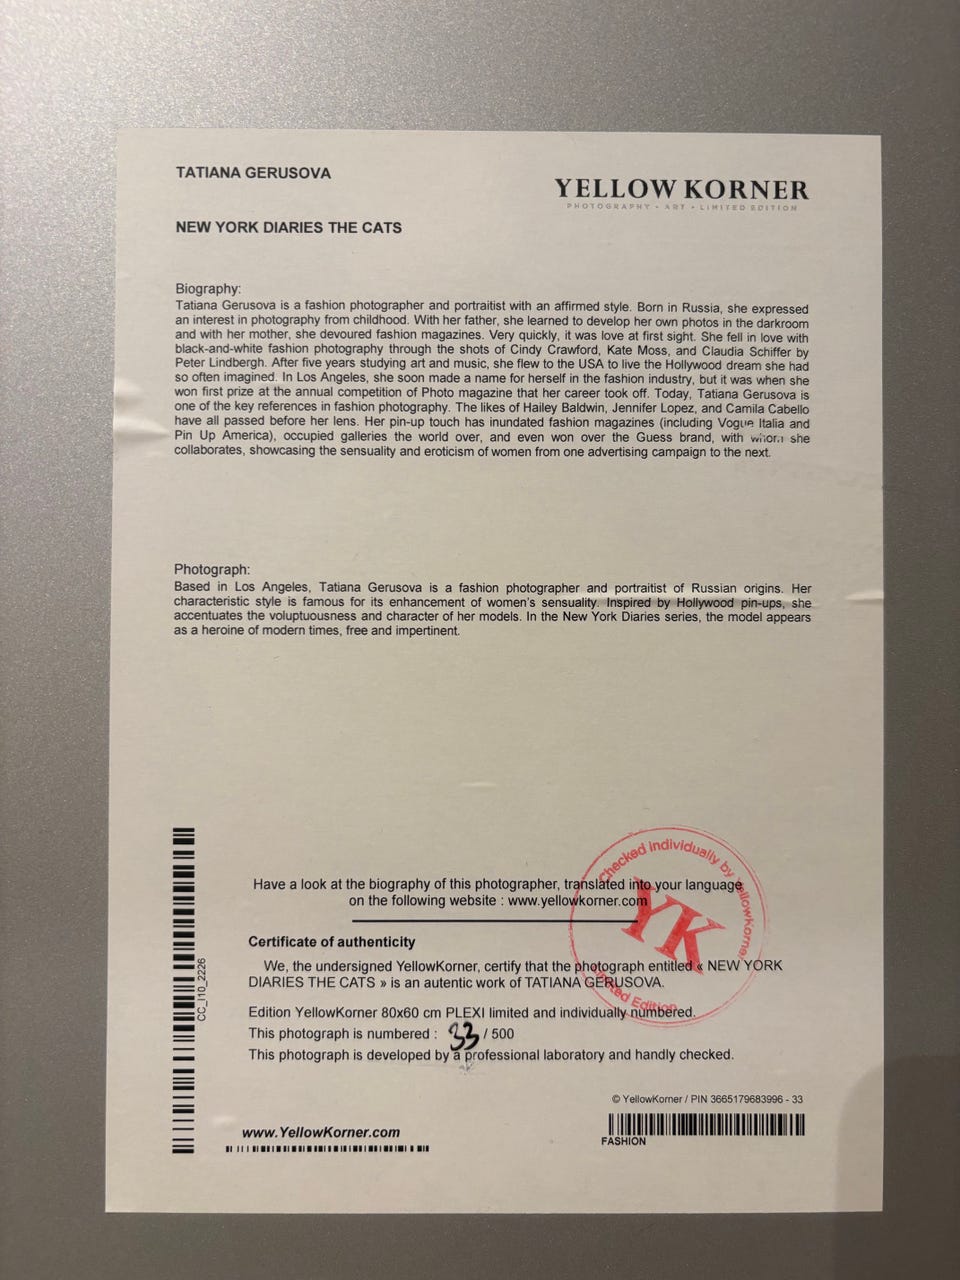 TATIANA GERUSOVA
YELLOW KORNER
PHOTOGRAPHY • ART • LIMITED EDITION
NEW YORK DIARIES THE CATS
Biography:
Tatiana Gerusova is a fashion photographer and portraitist with an affirmed style. Born in Russia, she expressed
an interest in photography from childhood. With her father, she learned to develop her own photos in the darkroom
and with her mother, she devoured fashion magazines. Very quickly, it was love at first sight. She fell in love with
black-and-white fashion photography through the shots of Cindy Crawford, Kate Moss, and Claudia Schiffer by
Peter Lindbergh. After five years studying art and music, she flew to the USA to live the Hollywood dream she had
so often imagined. In Los Angeles, she soon made a name for herself in the fashion industry, but it was when she
won first prize at the annual competition of Photo magazine that her career took off. Today, Tatiana Gerusova is
one of the key references in fashion photography. The likes of Hailey Baldwin, Jennifer Lopez, and Camila Cabello
have all passed before her lens. Her pin-up touch has inundated fashion magazines (including Vogue Italia and
Pin Up America), occupied galleries the world over, and even won over the Guess brand, with whom she
collaborates, showcasing the sensuality and eroticism of women from one advertising campaign to the next.
Photograph:
Based in Los Angeles, Tatiana Gerusova is a fashion photographer and portraitist of Russian origins. Her
characteristic style is famous for its enhancement of women's sensuality. Inspired by Hollywood pin-ups, she
accentuates the voluptuousness and character of her models. In the New York Diaries series, the model appears
as a heroine of modern times, free and impertinent.
Have a look at the biography of this photographer, translated into your language
on the following website : www.yellowkorner.com
Checked individually by YellowKorner
YK
Limited Edition
Certificate of authenticity
We, the undersigned YellowKorner, certify that the photograph entitled « NEW YORK
DIARIES THE CATS » is an autentic work of TATIANA GERUSOVA.
Edition YellowKorner 80x60 cm PLEXI limited and individually numbered.
This photograph is numbered : 33 / 500
This photograph is developed by a professional laboratory and handly checked.
CC_I10_2226
© YellowKorner / PIN 3665179683996 - 33
FASHION
www.YellowKorner.com